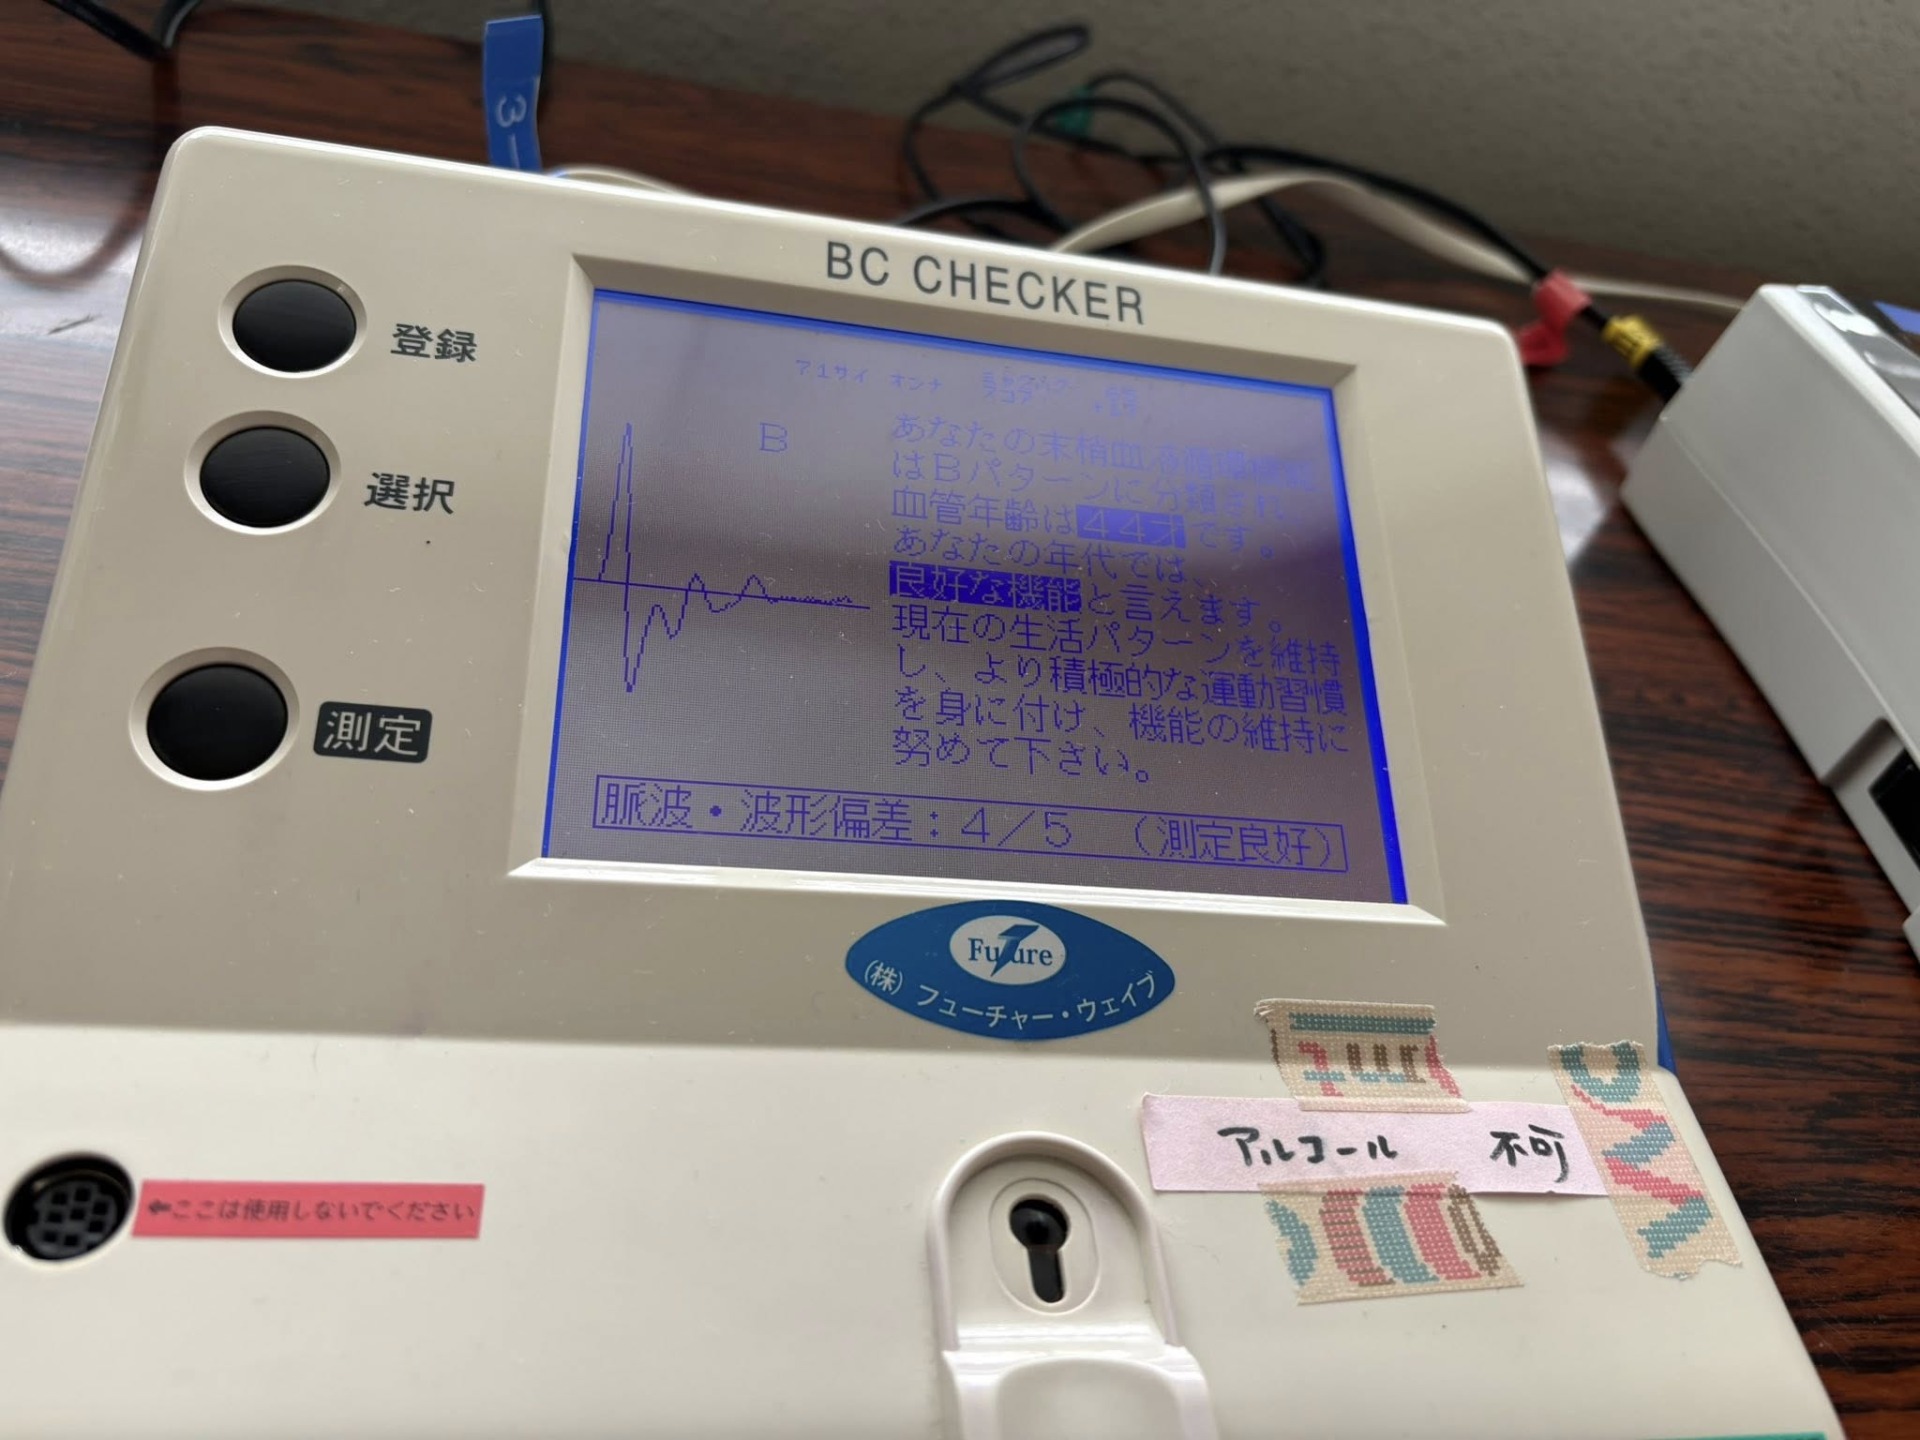 3-
BC CHECKER
登録
選択
測定
オンナ
B
あなたの末梢血液循環機能
はBパターンに分類され
血管年齢は44才です。
あなたの年代では、
良好な機能と言えます。
現在の生活パターンを維持
し、より積極的な運動習慣
を身に付け、機能の維持に
努めて下さい。
脈波・波形偏差：4／5 （測定良好）
Future
(株) フューチャー・ウェイブ
アルコール 不可
←ここは使用しないでください